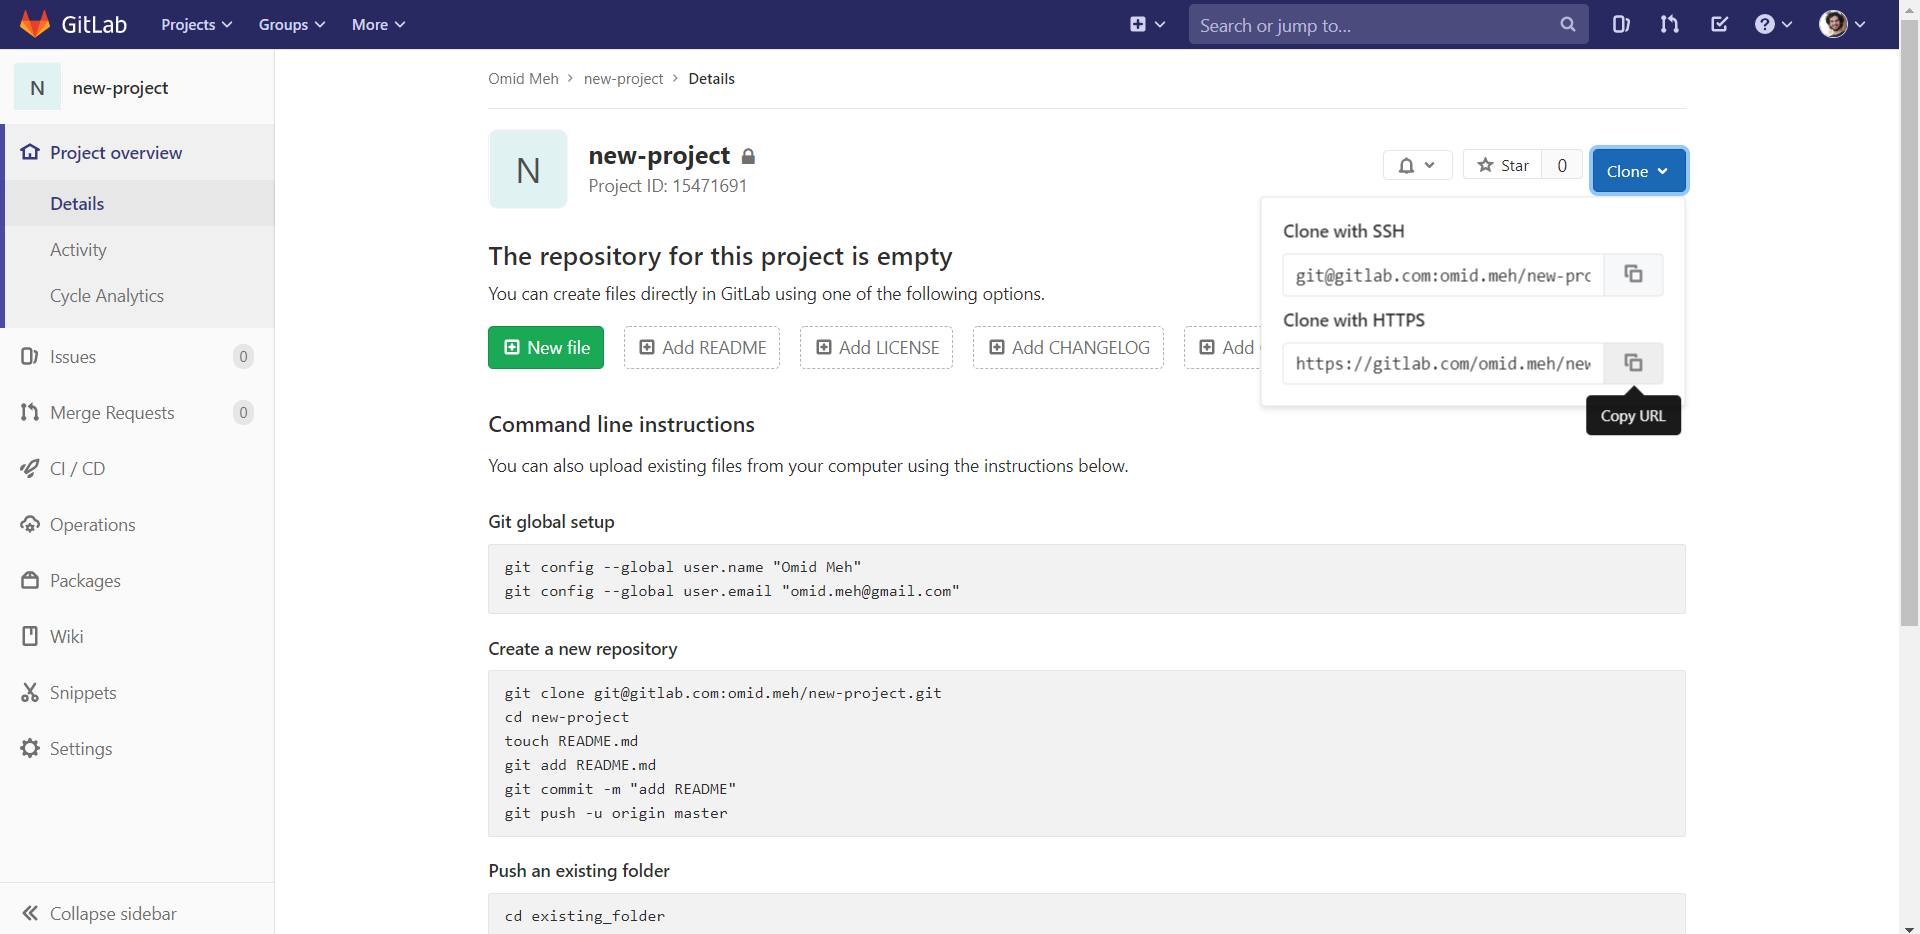 GitLab
Projects
Groups
More
Search or jump to...
N
new-project
Project overview
Details
Activity
Cycle Analytics
Issues
0
Merge Requests
0
CI / CD
Operations
Packages
Wiki
Snippets
Settings
Collapse sidebar
Omid Meh > new-project > Details
N
new-project
Project ID: 15471691
Star
0
Clone
Clone with SSH
git@gitlab.com:omid.meh/new-prc
Clone with HTTPS
https://gitlab.com/omid.meh/new
Copy URL
The repository for this project is empty
You can create files directly in GitLab using one of the following options.
New file
Add README
Add LICENSE
Add CHANGELOG
Add
Command line instructions
You can also upload existing files from your computer using the instructions below.
Git global setup
git config --global user.name "Omid Meh"
git config --global user.email "omid.meh@gmail.com"
Create a new repository
git clone git@gitlab.com:omid.meh/new-project.git
cd new-project
touch README.md
git add README.md
git commit -m "add README"
git push -u origin master
Push an existing folder
cd existing_folder